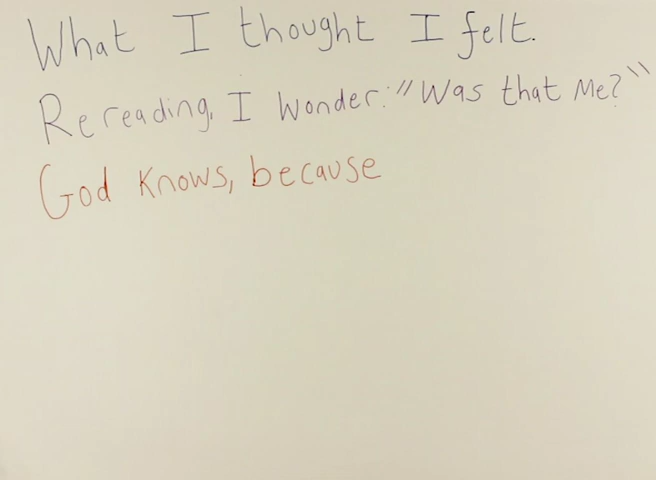 What I thought I felt.
Rereading, I wonder: "Was that Me?"
God knows, because